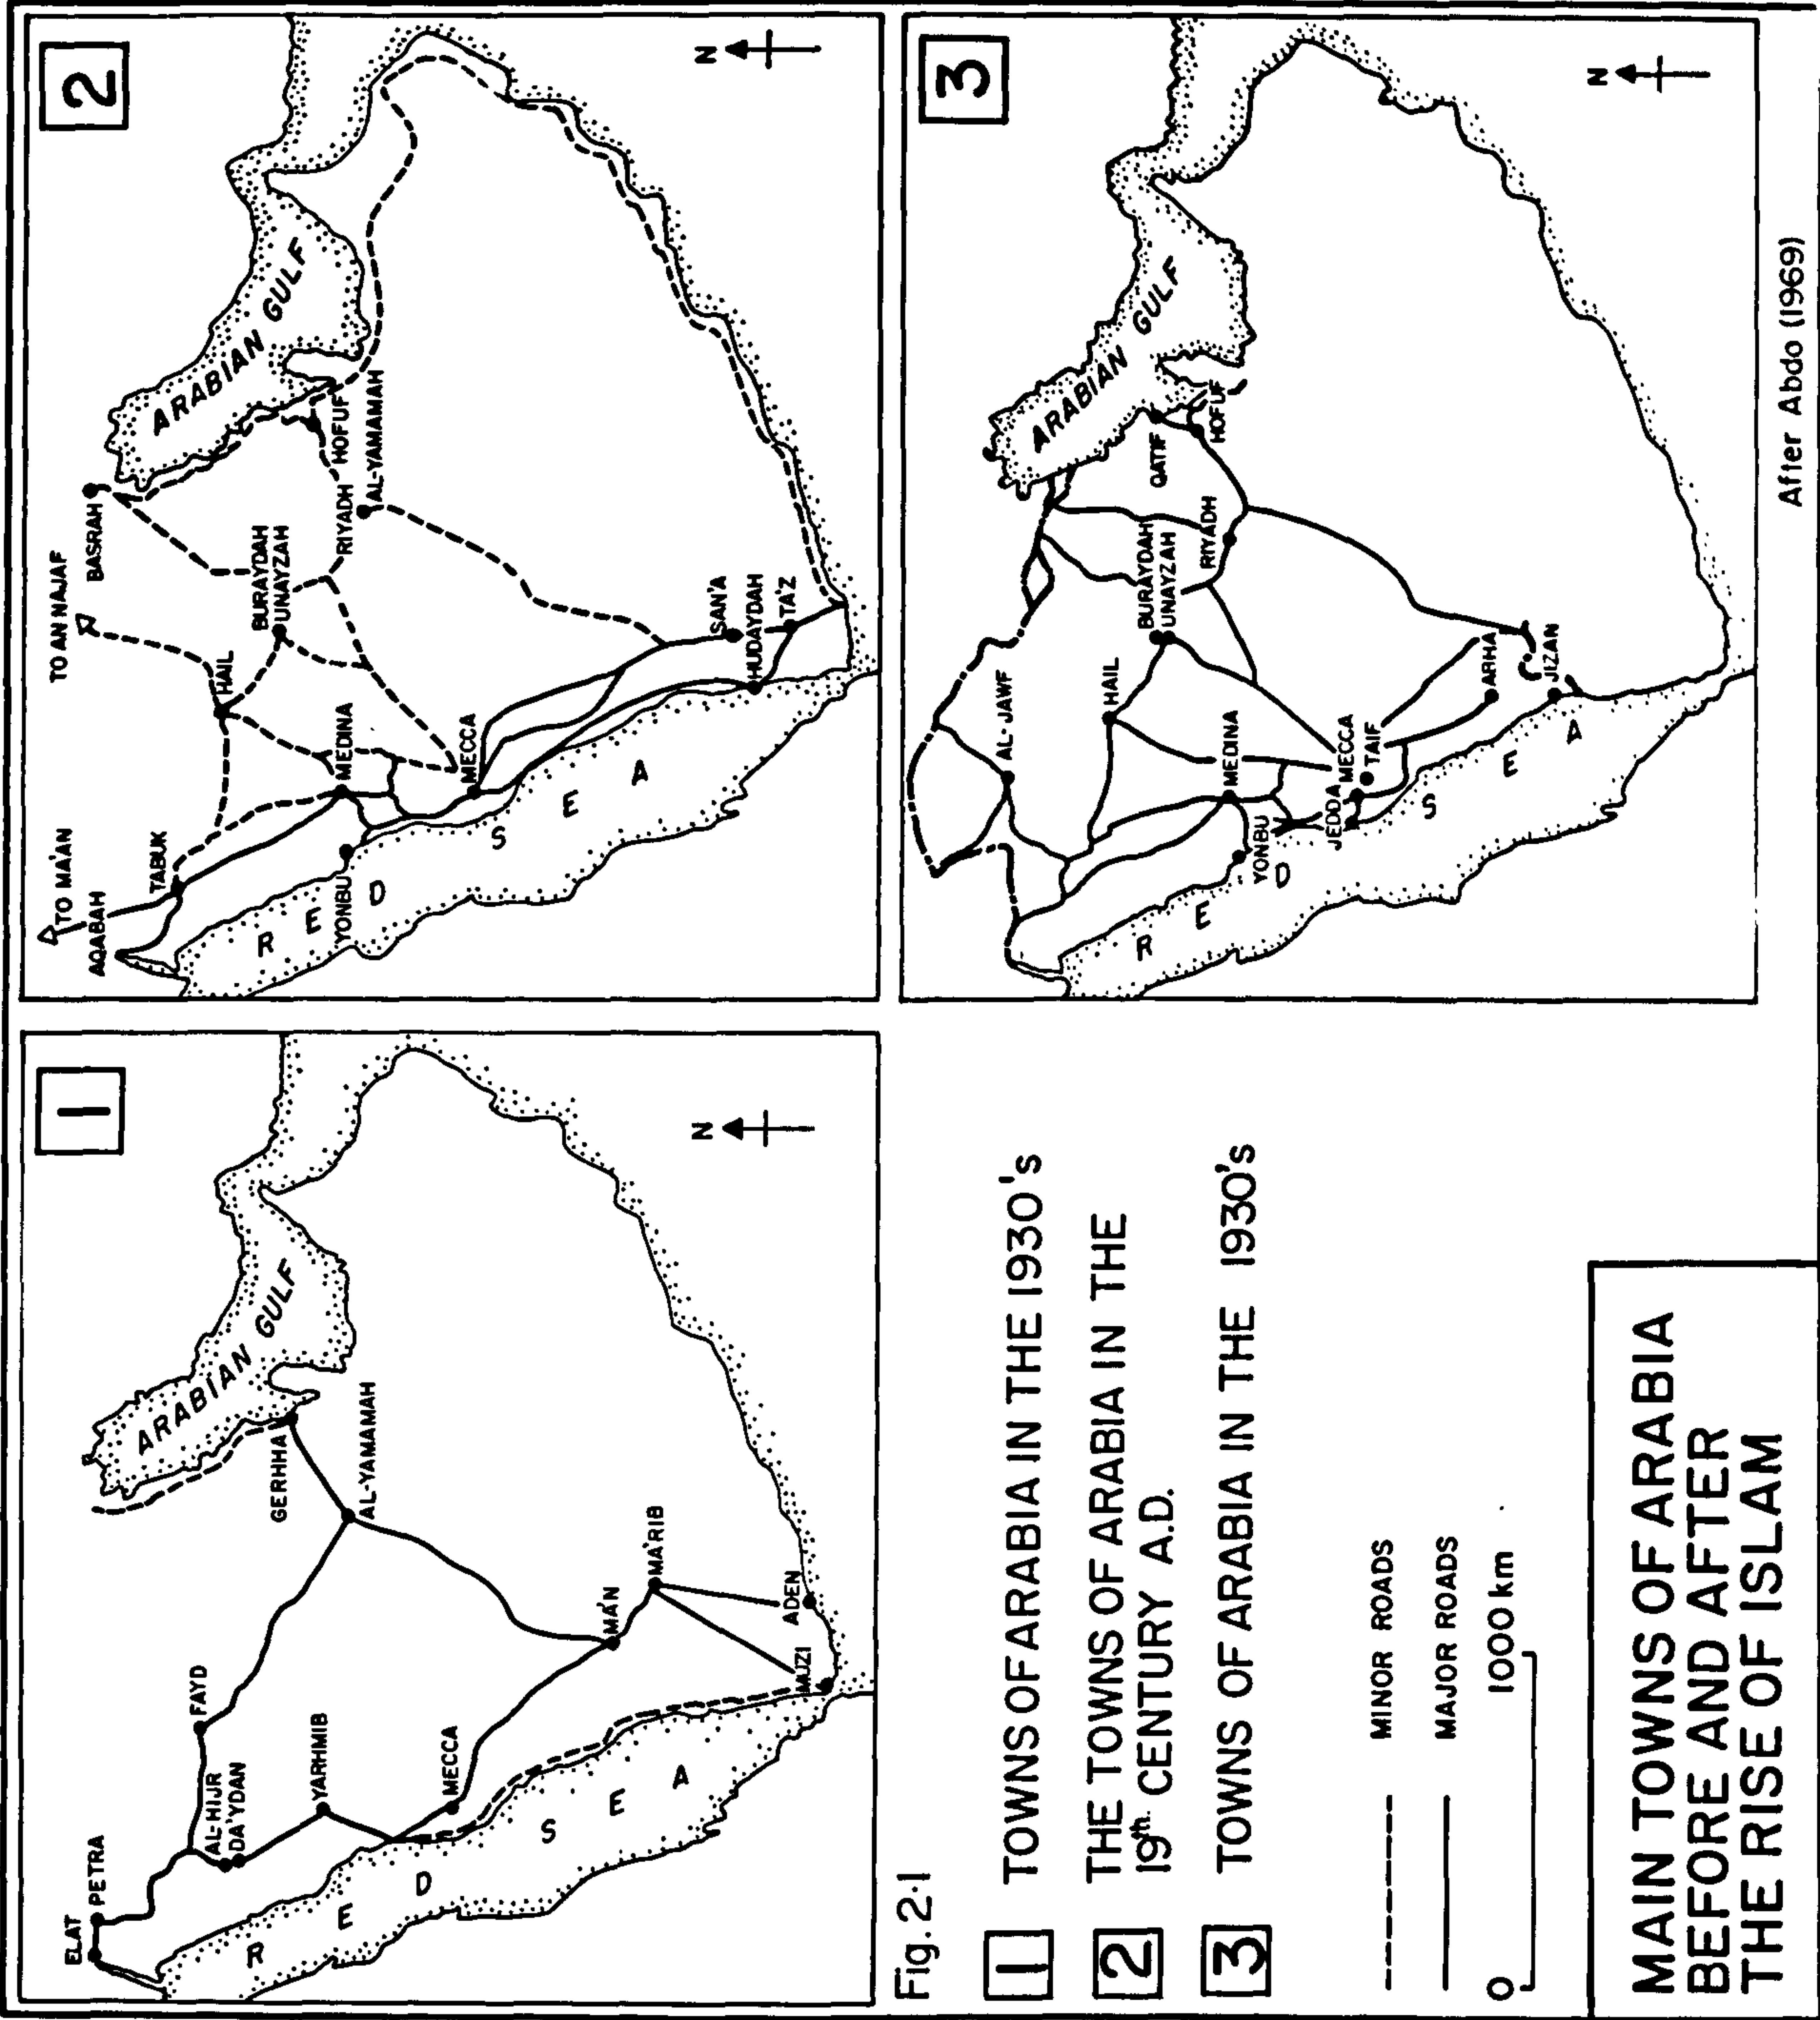 1
ELAT
PETRA
AL-HIJR
DA'YDAN
FAYD
YARHMIB
MECCA
GERHHA
AL-YAMAMAH
MA'N
MA'RIB
MUZI
ADEN
ARABIAN GULF
RED SEA
N
2
TO MA'AN
AQABAH
TABUK
TO AN NAJAF
BASRAH
HAIL
BURAYDAH
UNAYZAH
MEDINA
YONBU
MECCA
RIYADH
HOFUF
AL-YAMAMAH
SAN'A
HUDAYDAH
TA'Z
ARABIAN GULF
RED SEA
N
Fig. 2·1
1 TOWNS OF ARABIA IN THE 1930's
2 THE TOWNS OF ARABIA IN THE
19th. CENTURY A.D.
3 TOWNS OF ARABIA IN THE 1930's
MINOR ROADS
MAJOR ROADS
0 1000 km
MAIN TOWNS OF ARABIA
BEFORE AND AFTER
THE RISE OF ISLAM
3
AL-JAWF
HAIL
BURAYDAH
UNAYZAH
QATIF
HOFUF
RIYADH
MEDINA
YONBU
JEDDA
MECCA
TAIF
ARHA
JIZAN
ARABIAN GULF
RED SEA
N
After Abdo (1969)